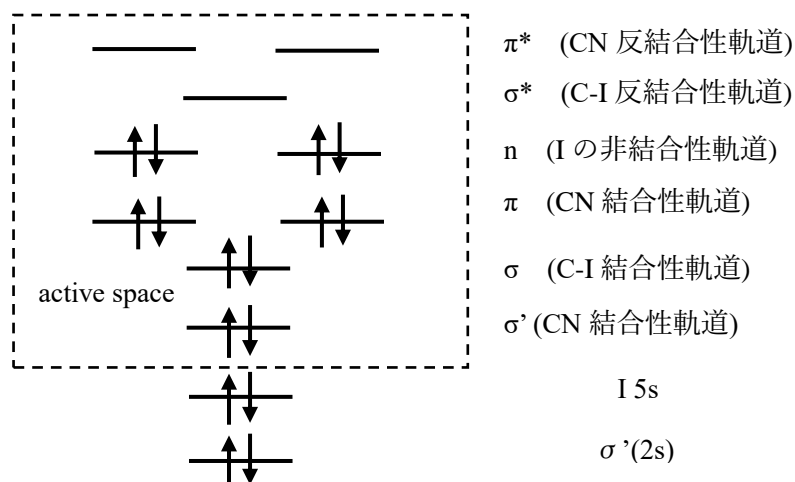 π* (CN 反結合性軌道)
σ* (C-I 反結合性軌道)
n (I の非結合性軌道)
π (CN 結合性軌道)
σ (C-I 結合性軌道)
active space
σ’ (CN 結合性軌道)
I 5s
σ’(2s)